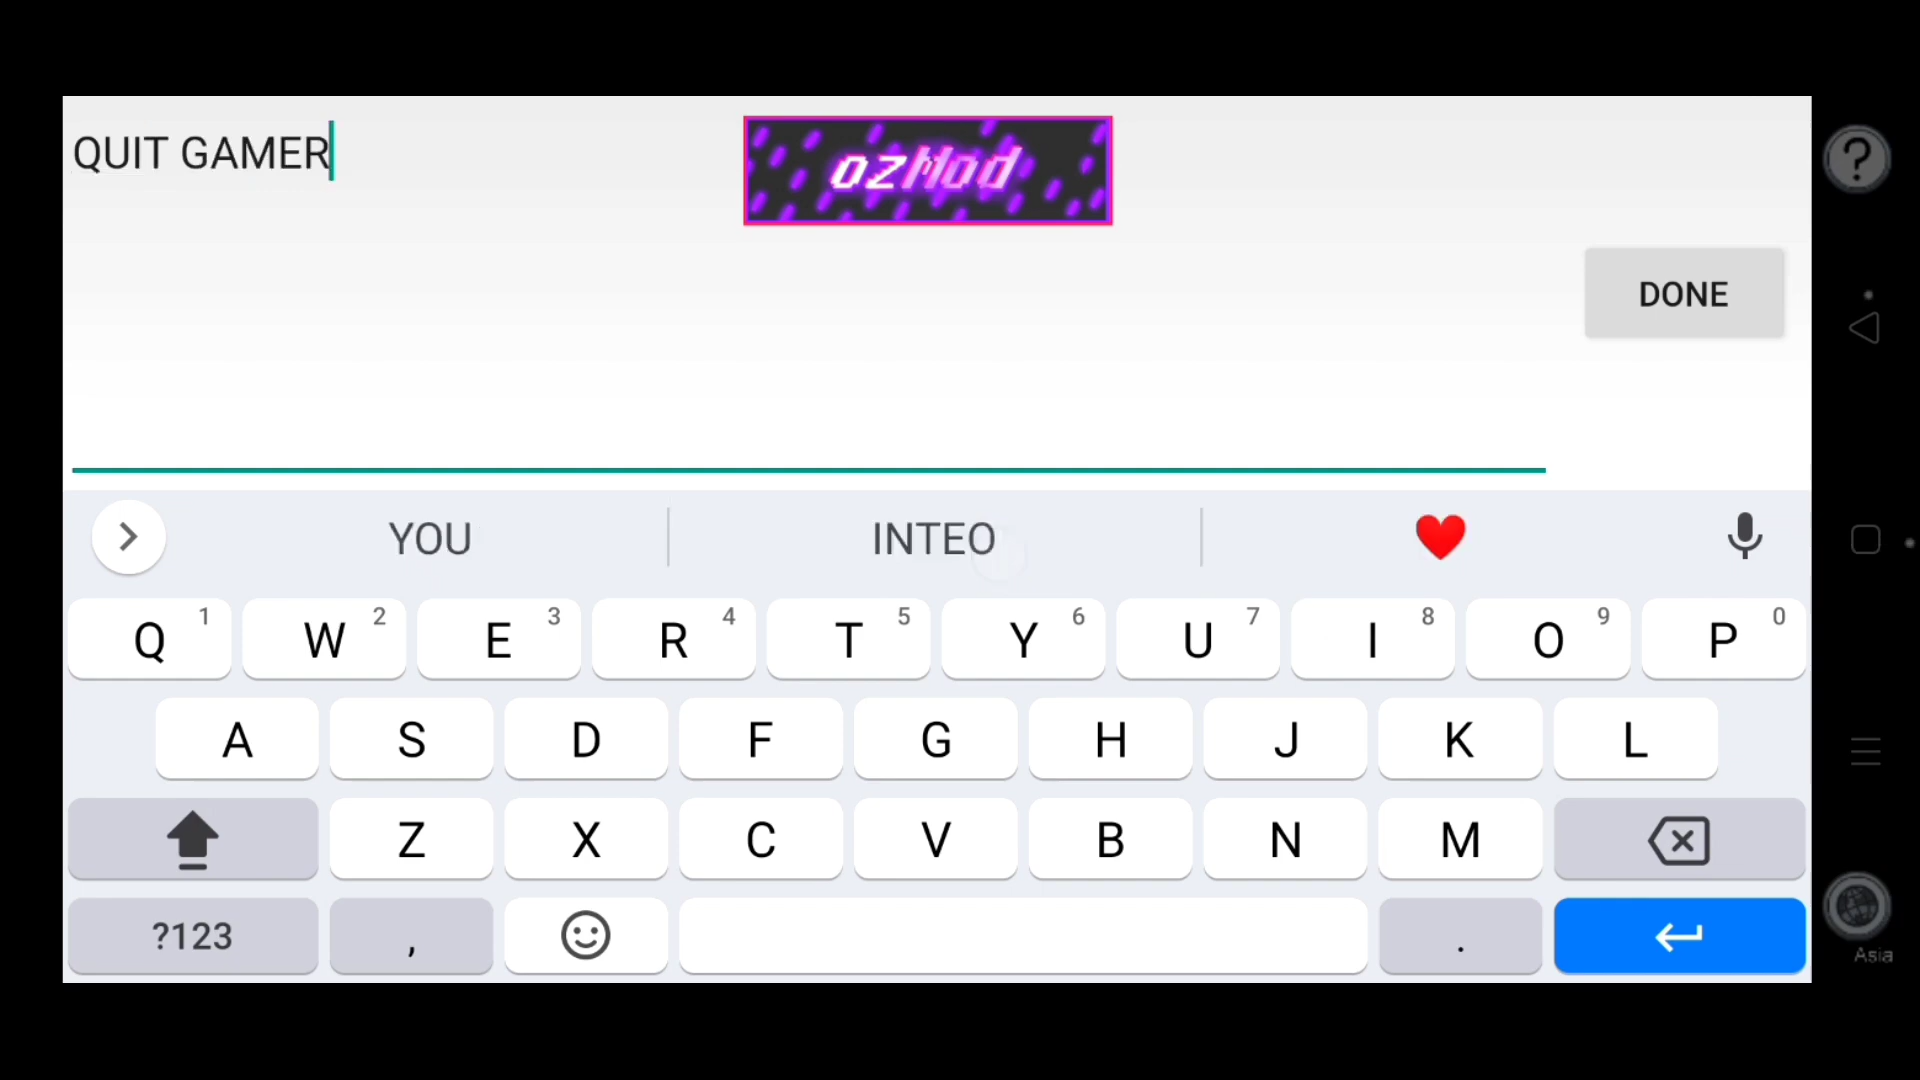 QUIT GAMER
ozMod
DONE
YOU INTEO
Q 1 W 2 E 3 R 4 T 5 Y 6 U 7 I 8 O 9 P 0
A S D F G H J K L
Z X C V B N M
?123 , .
Asia